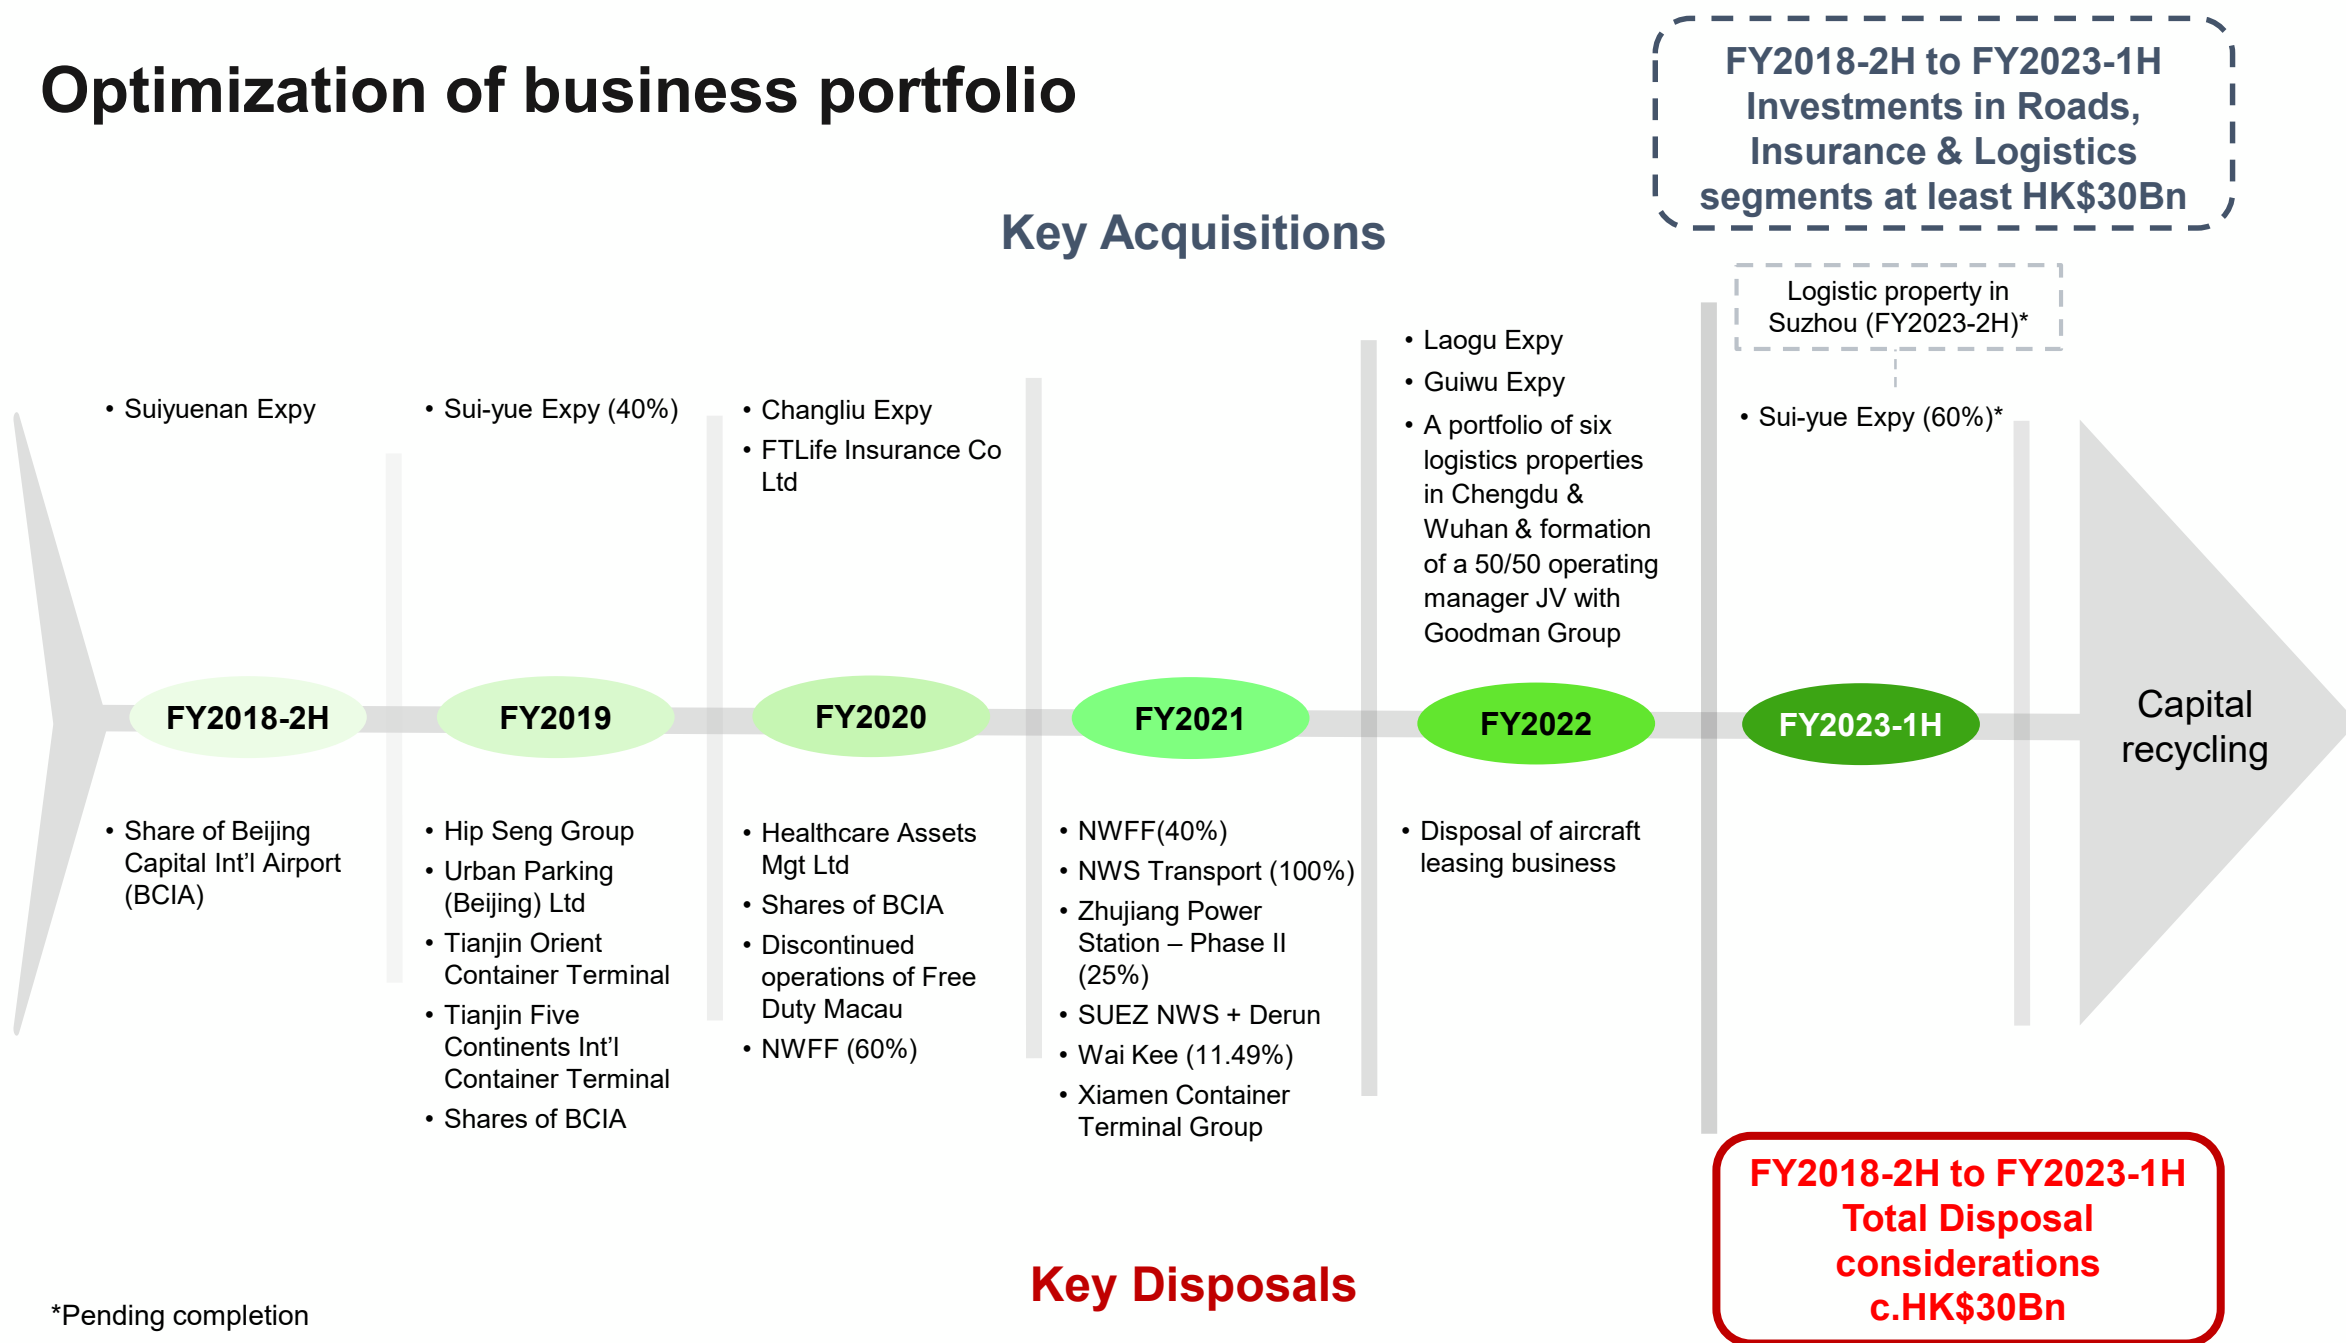 Optimization of business portfolio
FY2018-2H to FY2023-1H
Investments in Roads,
Insurance & Logistics
segments at least HK$30Bn
Key Acquisitions
Logistic property in
Suzhou (FY2023-2H)*
• Suiyuenan Expy
• Sui-yue Expy (40%)
• Changliu Expy
• FTLife Insurance Co
Ltd
• Laogu Expy
• Guiwu Expy
• A portfolio of six
logistics properties
in Chengdu &
Wuhan & formation
of a 50/50 operating
manager JV with
Goodman Group
• Sui-yue Expy (60%)*
FY2018-2H
FY2019
FY2020
FY2021
FY2022
FY2023-1H
Capital
recycling
• Share of Beijing
Capital Int’l Airport
(BCIA)
• Hip Seng Group
• Urban Parking
(Beijing) Ltd
• Tianjin Orient
Container Terminal
• Tianjin Five
Continents Int’l
Container Terminal
• Shares of BCIA
• Healthcare Assets
Mgt Ltd
• Shares of BCIA
• Discontinued
operations of Free
Duty Macau
• NWFF (60%)
• NWFF(40%)
• NWS Transport (100%)
• Zhujiang Power
Station – Phase II
(25%)
• SUEZ NWS + Derun
• Wai Kee (11.49%)
• Xiamen Container
Terminal Group
• Disposal of aircraft
leasing business
Key Disposals
FY2018-2H to FY2023-1H
Total Disposal
considerations
c.HK$30Bn
*Pending completion